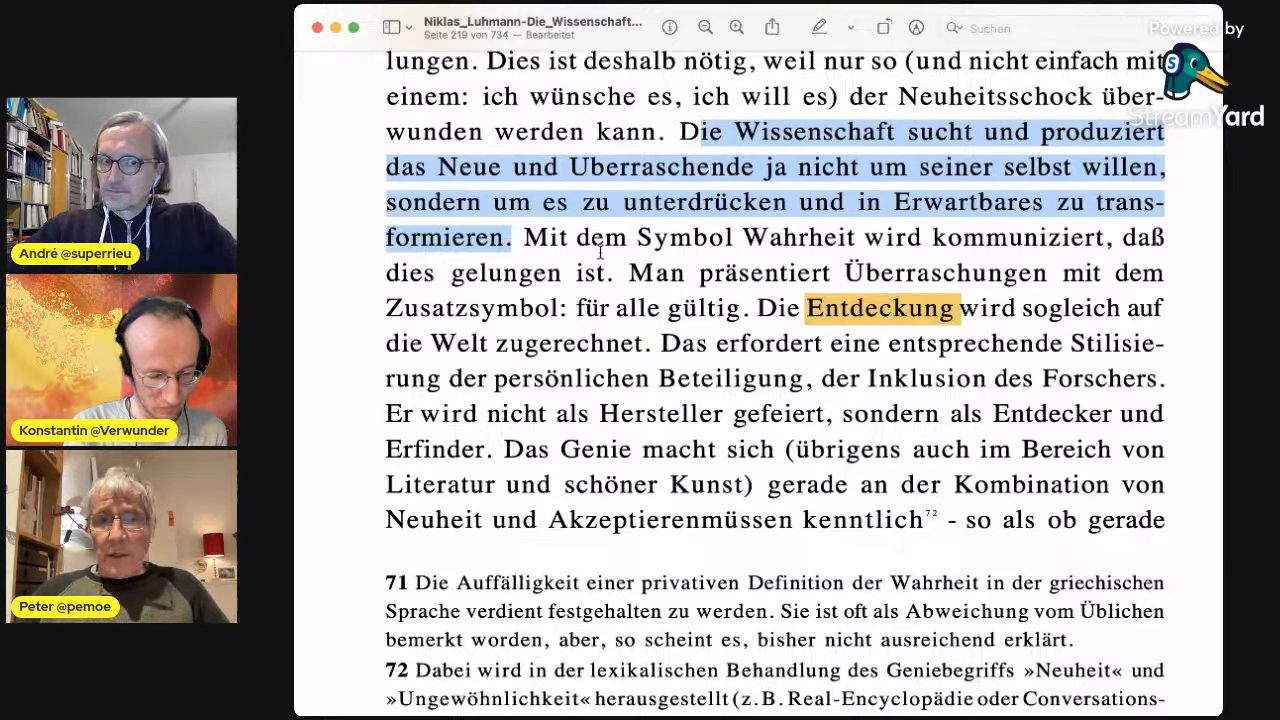 Niklas_Luhmann-Die_Wissenschaft...
Seite 219 von 734 — Bearbeitet
Suchen
Powered by
StreamYard
lungen. Dies ist deshalb nötig, weil nur so (und nicht einfach mit
einem: ich wünsche es, ich will es) der Neuheitsschock über-
wunden werden kann. Die Wissenschaft sucht und produziert
das Neue und Uberraschende ja nicht um seiner selbst willen,
sondern um es zu unterdrücken und in Erwartbares zu trans-
formieren. Mit dem Symbol Wahrheit wird kommuniziert, daß
dies gelungen ist. Man präsentiert Überraschungen mit dem
Zusatzsymbol: für alle gültig. Die Entdeckung wird sogleich auf
die Welt zugerechnet. Das erfordert eine entsprechende Stilisie-
rung der persönlichen Beteiligung, der Inklusion des Forschers.
Er wird nicht als Hersteller gefeiert, sondern als Entdecker und
Erfinder. Das Genie macht sich (übrigens auch im Bereich von
Literatur und schöner Kunst) gerade an der Kombination von
Neuheit und Akzeptierenmüssen kenntlich72 - so als ob gerade
71 Die Auffälligkeit einer privativen Definition der Wahrheit in der griechischen
Sprache verdient festgehalten zu werden. Sie ist oft als Abweichung vom Üblichen
bemerkt worden, aber, so scheint es, bisher nicht ausreichend erklärt.
72 Dabei wird in der lexikalischen Behandlung des Geniebegriffs »Neuheit« und
»Ungewöhnlichkeit« herausgestellt (z. B. Real-Encyclopädie oder Conversations-
André @superrieu
Konstantin @Verwunder
Peter @pemoe